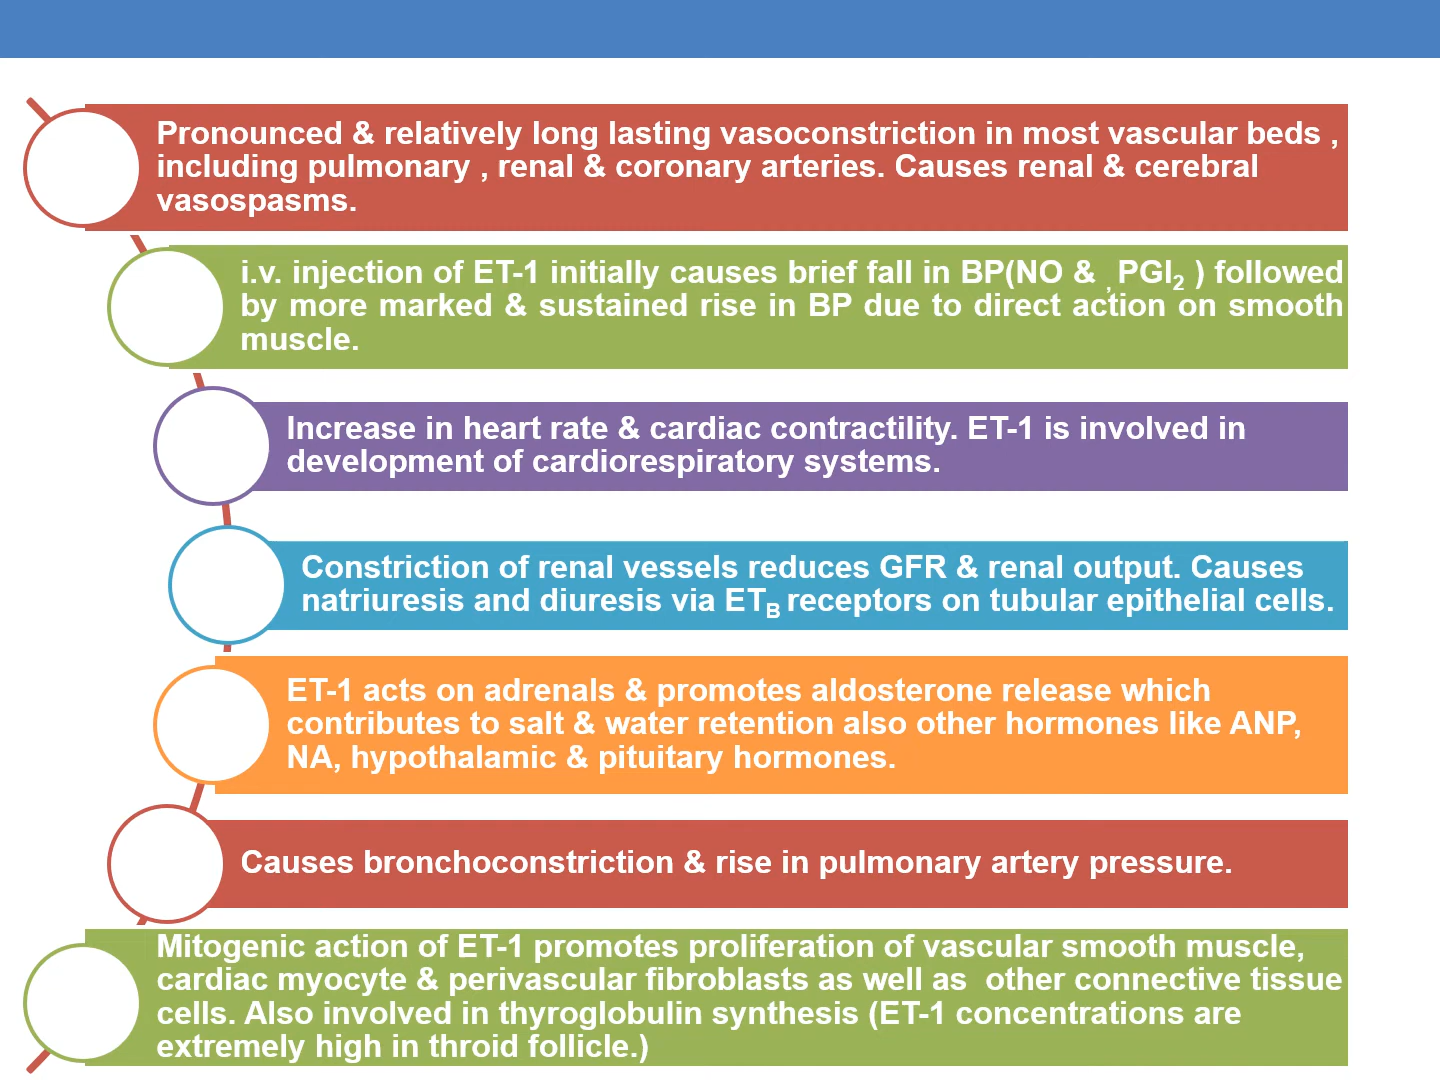 Pronounced & relatively long lasting vasoconstriction in most vascular beds ,
including pulmonary , renal & coronary arteries. Causes renal & cerebral
vasospasms.
i.v. injection of ET-1 initially causes brief fall in BP(NO & , PGI₂ ) followed
by more marked & sustained rise in BP due to direct action on smooth
muscle.
Increase in heart rate & cardiac contractility. ET-1 is involved in
development of cardiorespiratory systems.
Constriction of renal vessels reduces GFR & renal output. Causes
natriuresis and diuresis via ETB receptors on tubular epithelial cells.
ET-1 acts on adrenals & promotes aldosterone release which
contributes to salt & water retention also other hormones like ANP,
NA, hypothalamic & pituitary hormones.
Causes bronchoconstriction & rise in pulmonary artery pressure.
Mitogenic action of ET-1 promotes proliferation of vascular smooth muscle,
cardiac myocyte & perivascular fibroblasts as well as  other connective tissue
cells. Also involved in thyroglobulin synthesis (ET-1 concentrations are
extremely high in throid follicle.)